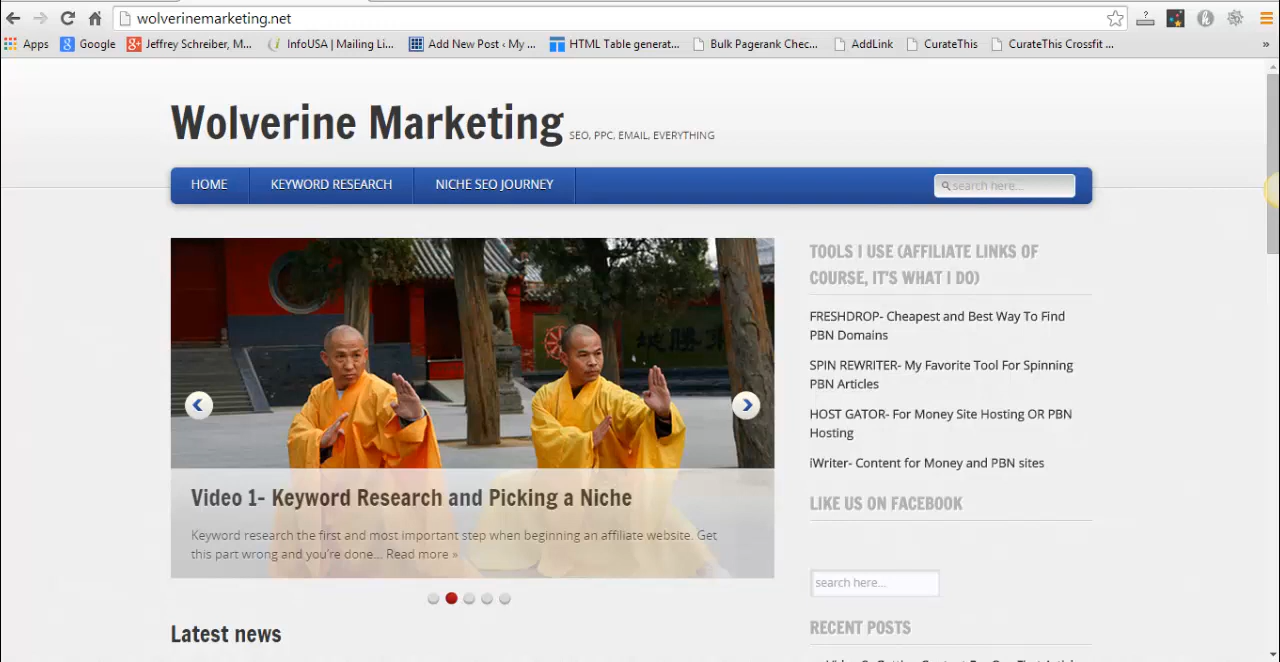 wolverinemarketing.net
Apps Google Jeffrey Schreiber, M... InfoUSA | Mailing Li... Add New Post ‹ My ... HTML Table generat... Bulk Pagerank Chec... AddLink CurateThis CurateThis Crossfit ... »
Wolverine Marketing SEO, PPC, EMAIL, EVERYTHING
HOME KEYWORD RESEARCH NICHE SEO JOURNEY search here...
Video 1- Keyword Research and Picking a Niche
Keyword research the first and most important step when beginning an affiliate website. Get
this part wrong and you're done... Read more »
Latest news
TOOLS I USE (AFFILIATE LINKS OF
COURSE, IT'S WHAT I DO)
FRESHDROP- Cheapest and Best Way To Find
PBN Domains
SPIN REWRITER- My Favorite Tool For Spinning
PBN Articles
HOST GATOR- For Money Site Hosting OR PBN
Hosting
iWriter- Content for Money and PBN sites
LIKE US ON FACEBOOK
search here...
RECENT POSTS